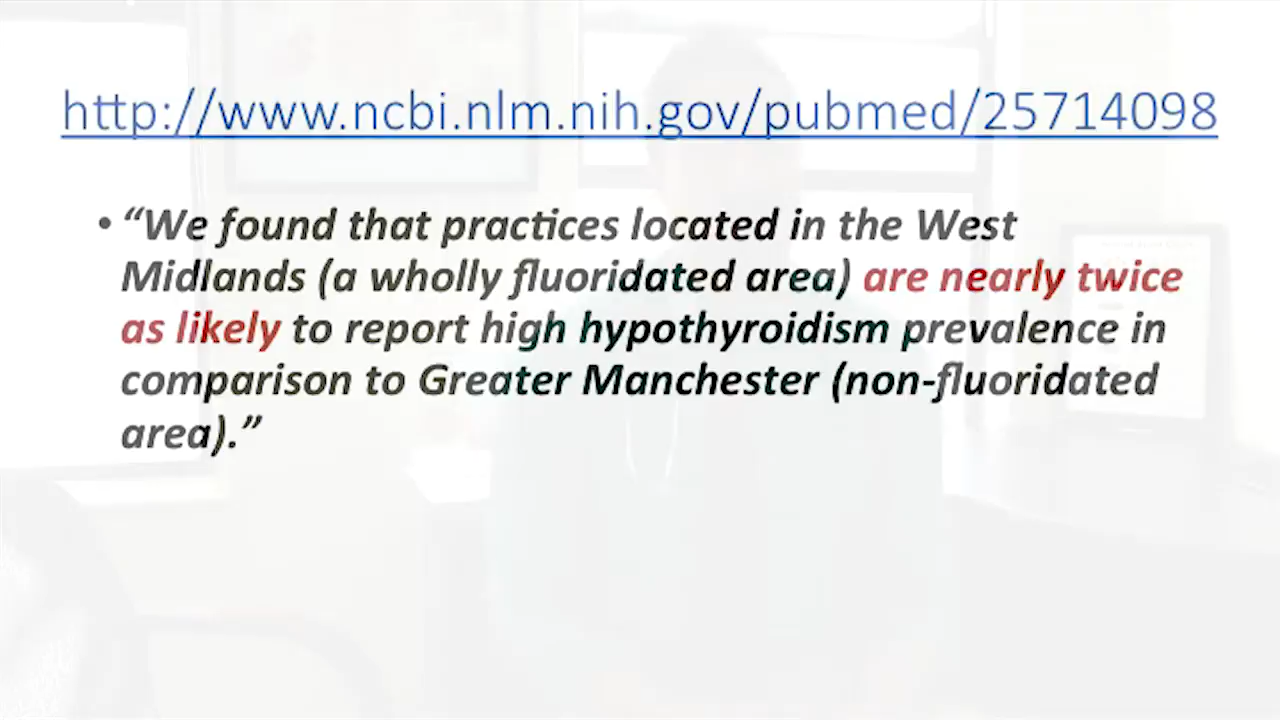 http://www.ncbi.nlm.nih.gov/pubmed/25714098
• “We found that practices located in the West
Midlands (a wholly fluoridated area) are nearly twice
as likely to report high hypothyroidism prevalence in
comparison to Greater Manchester (non-fluoridated
area).”